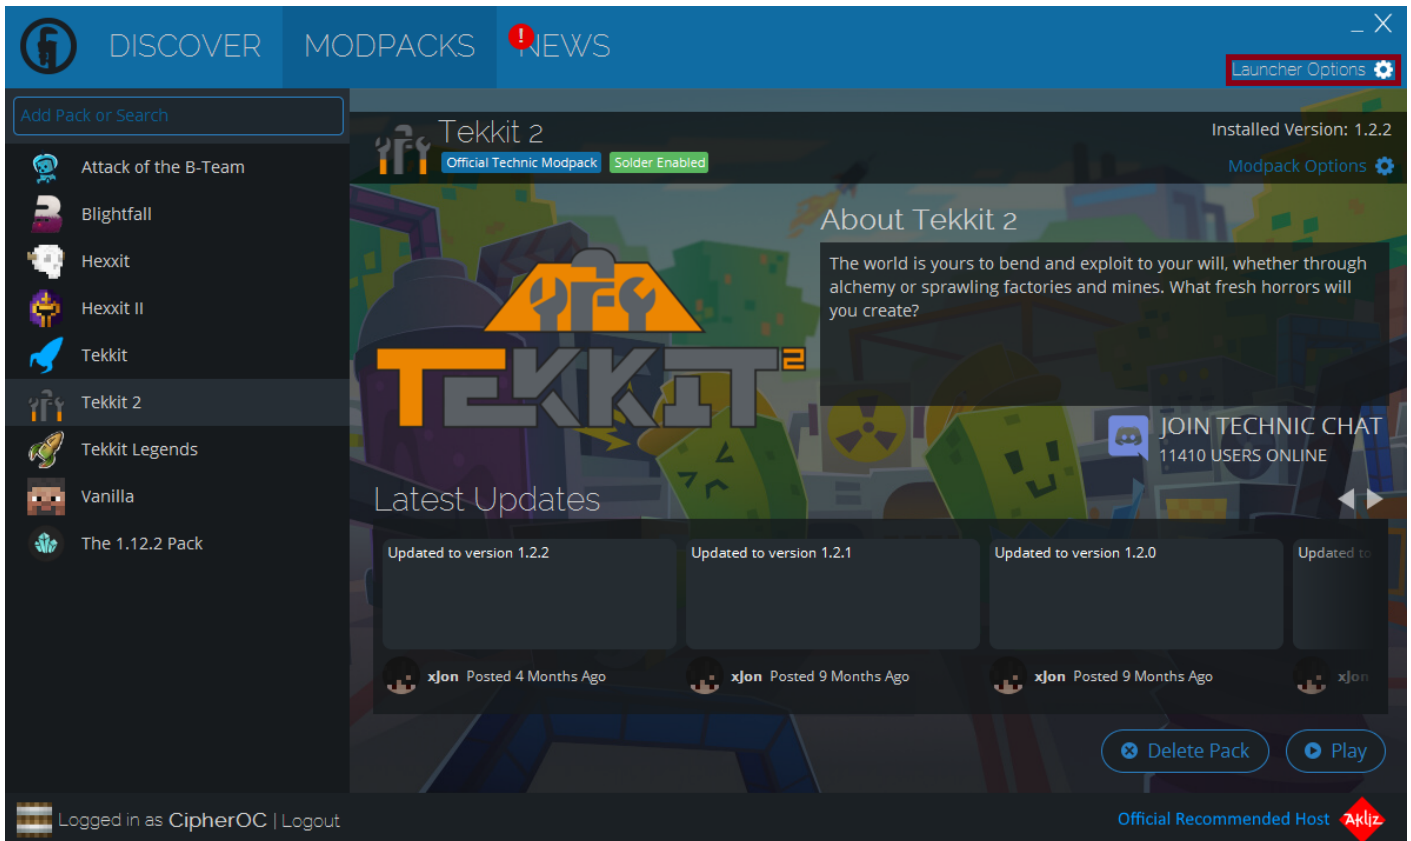 DISCOVER
MODPACKS
!
NEWS
_ X
Launcher Options
Add Pack or Search
Attack of the B-Team
Blightfall
Hexxit
Hexxit II
Tekkit
Tekkit 2
Tekkit Legends
Vanilla
The 1.12.2 Pack
Tekkit 2
Official Technic Modpack
Solder Enabled
Installed Version: 1.2.2
Modpack Options
TEKKIT²
About Tekkit 2
The world is yours to bend and exploit to your will, whether through
alchemy or sprawling factories and mines. What fresh horrors will
you create?
JOIN TECHNIC CHAT
11410 USERS ONLINE
Latest Updates
Updated to version 1.2.2
Updated to version 1.2.1
Updated to version 1.2.0
Updated to
xJon Posted 4 Months Ago
xJon Posted 9 Months Ago
xJon Posted 9 Months Ago
xJon
Delete Pack
Play
Logged in as CipherOC | Logout
Official Recommended Host
Akliz